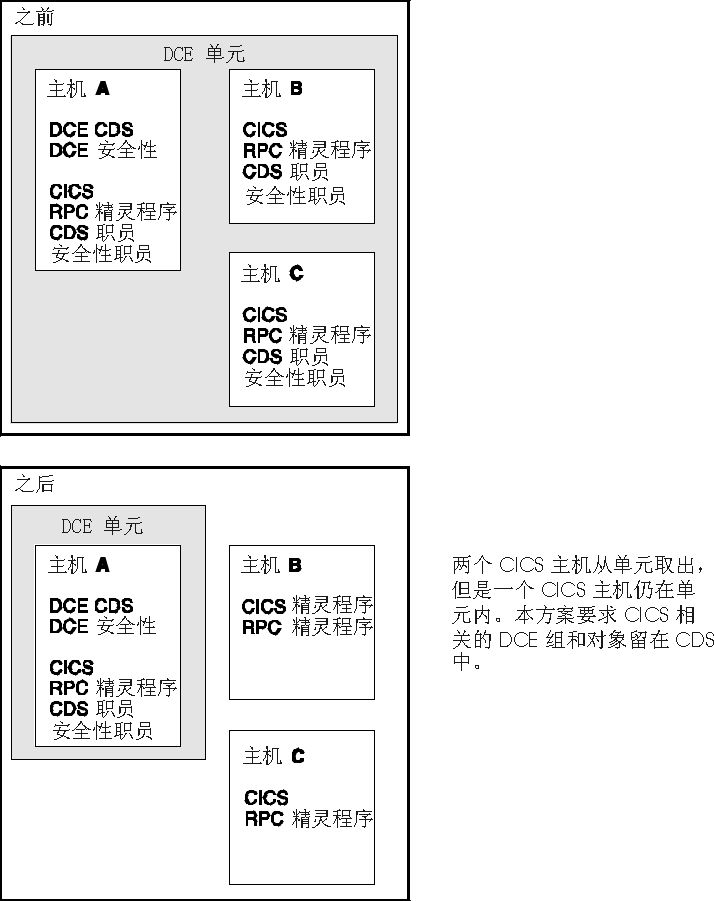 之前
DCE 单元
主机 A
DCE CDS
DCE 安全性
CICS
RPC 精灵程序
CDS 职员
安全性职员
主机 B
CICS
RPC 精灵程序
CDS 职员
安全性职员
主机 C
CICS
RPC 精灵程序
CDS 职员
安全性职员
之后
DCE 单元
主机 A
DCE CDS
DCE 安全性
CICS
RPC 精灵程序
CDS 职员
安全性职员
主机 B
CICS 精灵程序
RPC 精灵程序
主机 C
CICS
RPC 精灵程序
两个 CICS 主机从单元取出，
但是一个 CICS 主机仍在单
元内。本方案要求 CICS 相
关的 DCE 组和对象留在 CDS
中。